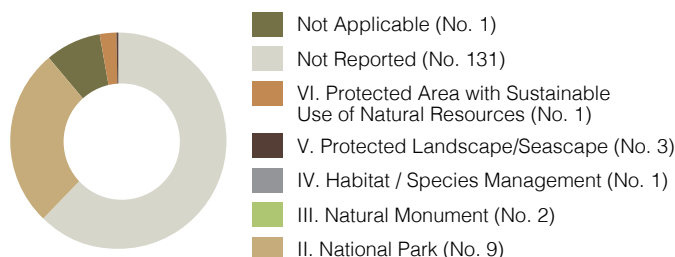 Not Applicable (No. 1)
Not Reported (No. 131)
VI. Protected Area with Sustainable
Use of Natural Resources (No. 1)
V. Protected Landscape/Seascape (No. 3)
IV. Habitat / Species Management (No. 1)
III. Natural Monument (No. 2)
II. National Park (No. 9)